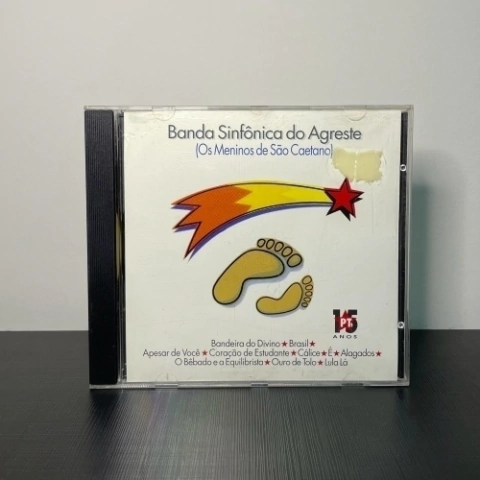 Banda Sinfônica do Agreste
(Os Meninos de São Caetano)
15
PT
ANOS
Bandeira do Divino ★ Brasil ★
Apesar de Você ★ Coração de Estudante ★ Cálice ★ É ★ Alagados ★
O Bêbado e a Equilibrista ★ Ouro de Tolo ★ Lula Lá